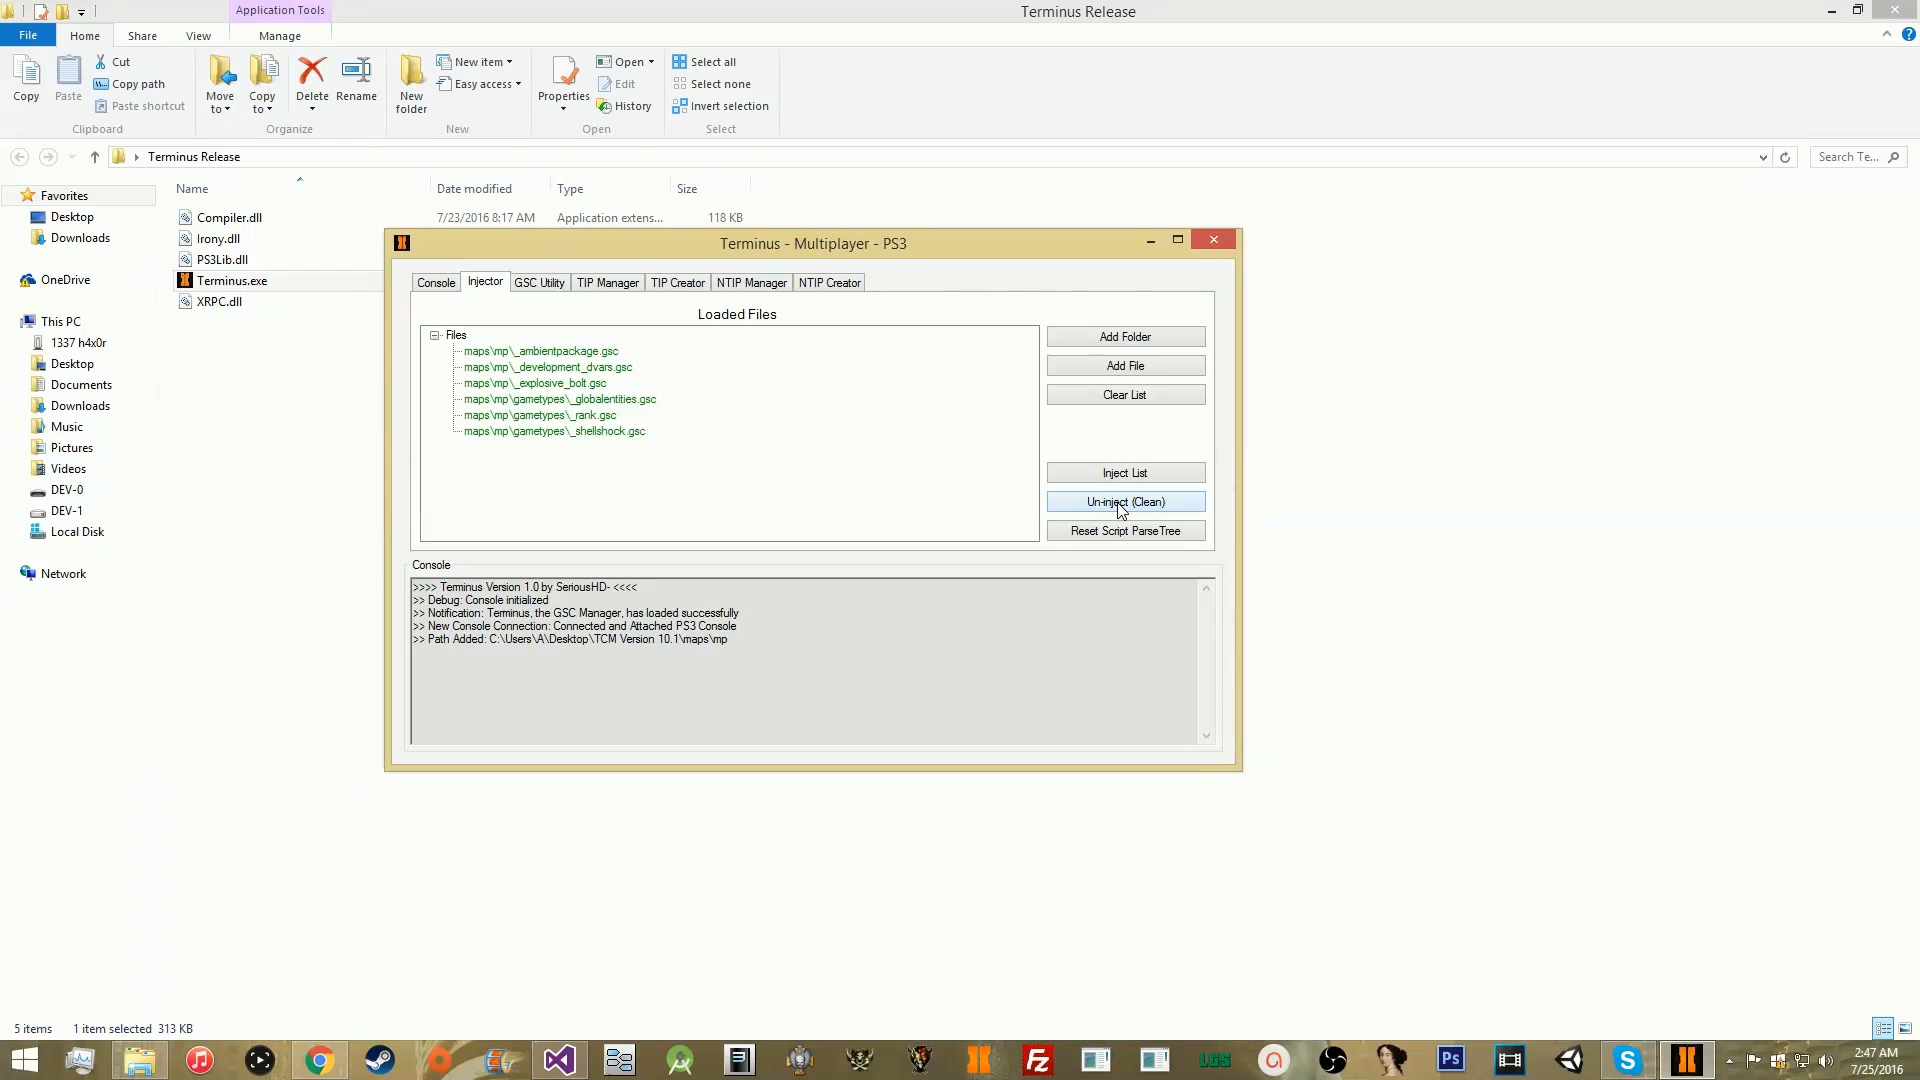 Application Tools
Terminus Release
File
Home
Share
View
Manage
Copy
Paste
Cut
Copy path
Paste shortcut
Clipboard
Move to
Copy to
Delete
Rename
Organize
New folder
New item
Easy access
New
Properties
Open
Edit
History
Open
Select all
Select none
Invert selection
Select
Terminus Release
Search Te...
Favorites
Desktop
Downloads
OneDrive
This PC
1337 h4x0r
Desktop
Documents
Downloads
Music
Pictures
Videos
DEV-0
DEV-1
Local Disk
Network
Name
Date modified
Type
Size
Compiler.dll
7/23/2016 8:17 AM
Application extens...
118 KB
Irony.dll
PS3Lib.dll
Terminus.exe
XRPC.dll
Terminus - Multiplayer - PS3
Console
Injector
GSC Utility
TIP Manager
TIP Creator
NTIP Manager
NTIP Creator
Loaded Files
Files
maps\mp\_ambientpackage.gsc
maps\mp\_development_dvars.gsc
maps\mp\_explosive_bolt.gsc
maps\mp\gametypes\_globalentities.gsc
maps\mp\gametypes\_rank.gsc
maps\mp\gametypes\_shellshock.gsc
Add Folder
Add File
Clear List
Inject List
Un-inject (Clean)
Reset Script ParseTree
Console
>>>> Terminus Version 1.0 by SeriousHD- <<<<
>> Debug: Console initialized
>> Notification: Terminus, the GSC Manager, has loaded successfully
>> New Console Connection: Connected and Attached PS3 Console
>> Path Added: C:\Users\A\Desktop\TCM Version 10.1\maps\mp
5 items
1 item selected
313 KB
Fz
LGS
Ps
2:47 AM
7/25/2016